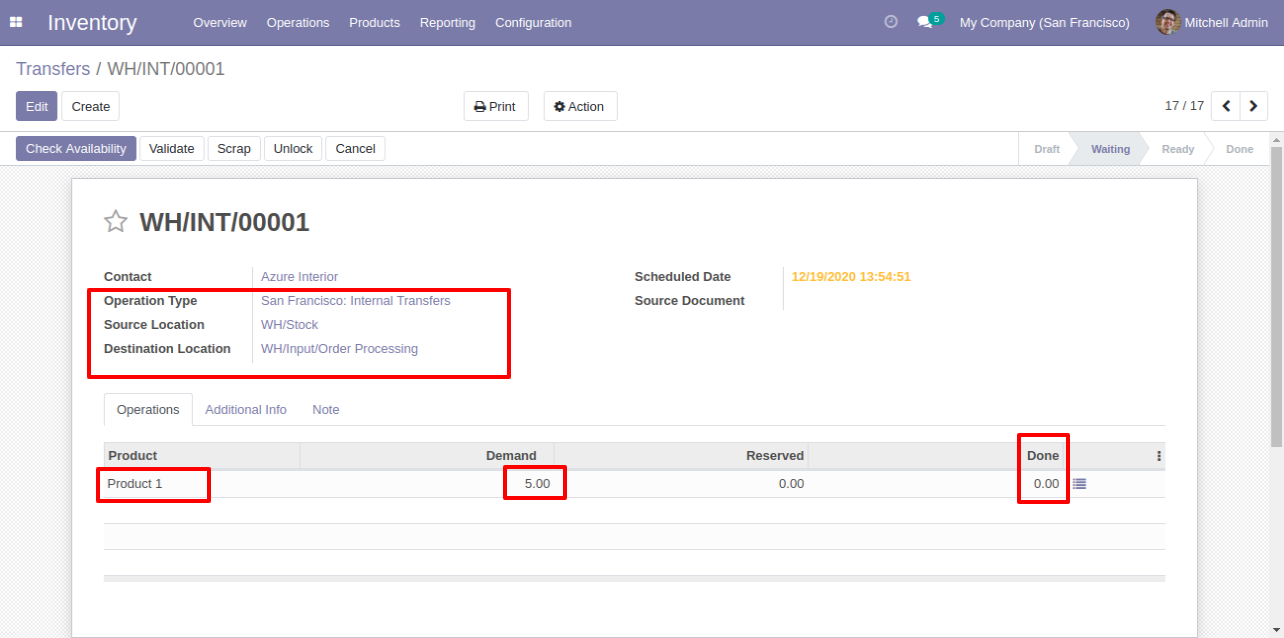 Inventory Overview Operations Products Reporting Configuration 5 My Company (San Francisco) Mitchell Admin
Transfers / WH/INT/00001
Edit Create Print Action 17 / 17
Check Availability Validate Scrap Unlock Cancel Draft Waiting Ready Done
WH/INT/00001
Contact Azure Interior Scheduled Date 12/19/2020 13:54:51
Operation Type San Francisco: Internal Transfers Source Document
Source Location WH/Stock
Destination Location WH/Input/Order Processing
Operations Additional Info Note
Product Demand Reserved Done
Product 1 5.00 0.00 0.00